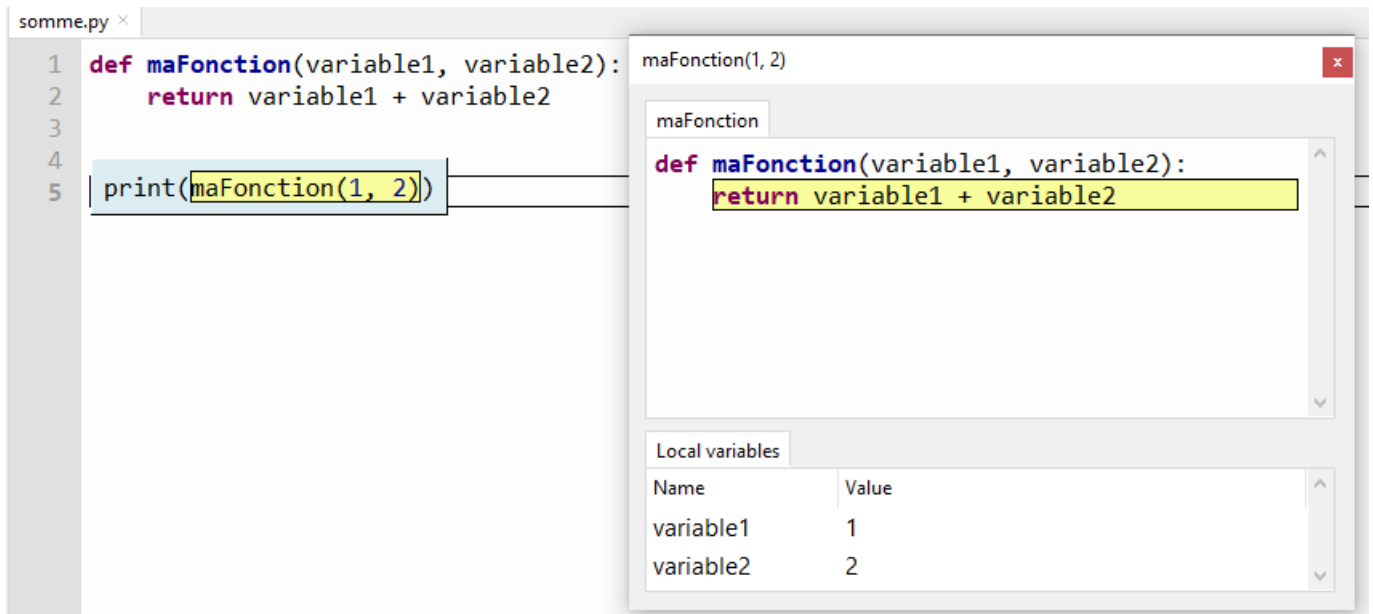 somme.py ×
1 def maFonction(variable1, variable2):
2     return variable1 + variable2
3
4
5 print(maFonction(1, 2))
maFonction(1, 2)
x
maFonction
def maFonction(variable1, variable2):
    return variable1 + variable2
Local variables
Name Value
variable1 1
variable2 2